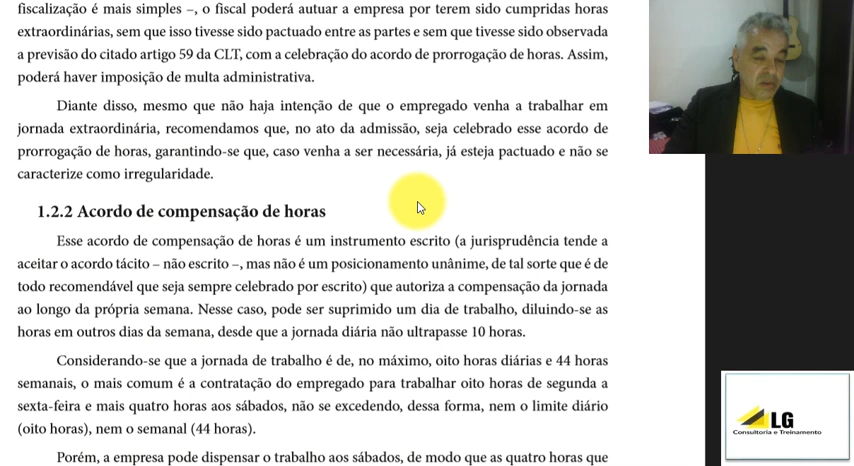 fiscalização é mais simples –, o fiscal poderá autuar a empresa por terem sido cumpridas horas
extraordinárias, sem que isso tivesse sido pactuado entre as partes e sem que tivesse sido observada
a previsão do citado artigo 59 da CLT, com a celebração do acordo de prorrogação de horas. Assim,
poderá haver imposição de multa administrativa.
Diante disso, mesmo que não haja intenção de que o empregado venha a trabalhar em
jornada extraordinária, recomendamos que, no ato da admissão, seja celebrado esse acordo de
prorrogação de horas, garantindo-se que, caso venha a ser necessária, já esteja pactuado e não se
caracterize como irregularidade.
1.2.2 Acordo de compensação de horas
Esse acordo de compensação de horas é um instrumento escrito (a jurisprudência tende a
aceitar o acordo tácito – não escrito –, mas não é um posicionamento unânime, de tal sorte que é de
todo recomendável que seja sempre celebrado por escrito) que autoriza a compensação da jornada
ao longo da própria semana. Nesse caso, pode ser suprimido um dia de trabalho, diluindo-se as
horas em outros dias da semana, desde que a jornada diária não ultrapasse 10 horas.
Considerando-se que a jornada de trabalho é de, no máximo, oito horas diárias e 44 horas
semanais, o mais comum é a contratação do empregado para trabalhar oito horas de segunda a
sexta-feira e mais quatro horas aos sábados, não se excedendo, dessa forma, nem o limite diário
(oito horas), nem o semanal (44 horas).
Porém, a empresa pode dispensar o trabalho aos sábados, de modo que as quatro horas que
LG
Consultoria e Treinamento